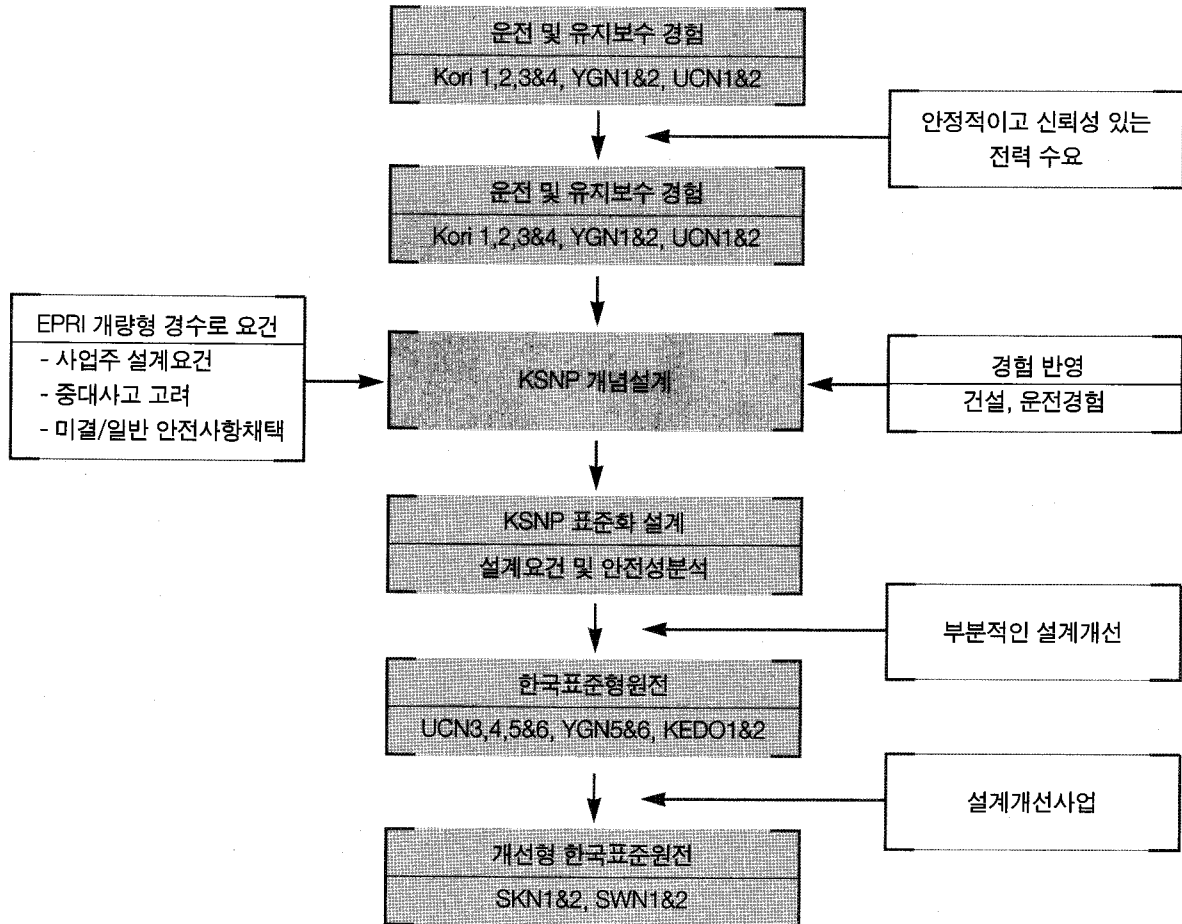 운전 및 유지보수 경험
Kori 1,2,3&4, YGN1&2, UCN1&2
안정적이고 신뢰성 있는
전력 수요
운전 및 유지보수 경험
Kori 1,2,3&4, YGN1&2, UCN1&2
EPRI 개량형 경수로 요건
- 사업주 설계요건
- 중대사고 고려
- 미결/일반 안전사항채택
KSNP 개념설계
경험 반영
건설, 운전경험
KSNP 표준화 설계
설계요건 및 안전성분석
부분적인 설계개선
한국표준형원전
UCN3,4,5&6, YGN5&6, KEDO1&2
설계개선사업
개선형 한국표준원전
SKN1&2, SWN1&2